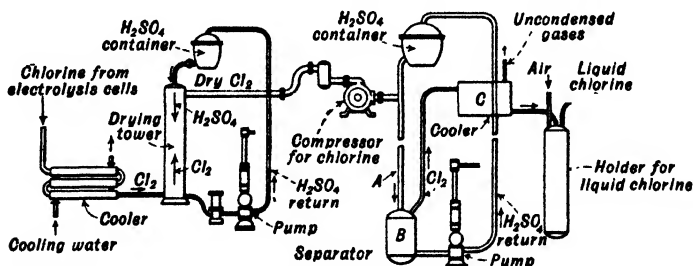 H₂SO₄
container
Chlorine from
electrolysis cells
Dry Cl₂
H₂SO₄
Drying
tower
Cl₂
Cl₂
Cooler
Cooling water
H₂SO₄
return
Pump
Compressor
for chlorine
H₂SO₄
container
Uncondensed
gases
Air
Liquid
chlorine
A
C
Cooler
A
Cl₂
B
Separator
H₂SO₄
return
Pump
Holder for
liquid chlorine